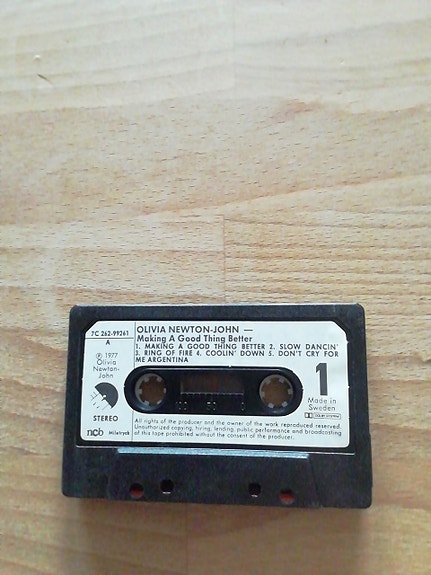 7C 262-99261
A
℗ 1977
Olivia
Newton-
John
STEREO
ncb Miletryck
OLIVIA NEWTON-JOHN —
Making A Good Thing Better
1. MAKING A GOOD THING BETTER 2. SLOW DANCIN'
3. RING OF FIRE 4. COOLIN' DOWN 5. DON'T CRY FOR
ME ARGENTINA
1
Made in
Sweden
DOLBY SYSTEM
All rights of the producer and the owner of the work reproduced reserved.
Unauthorized copying, hiring, lending, public performance and broadcasting
of this tape prohibited without the consent of the producer.